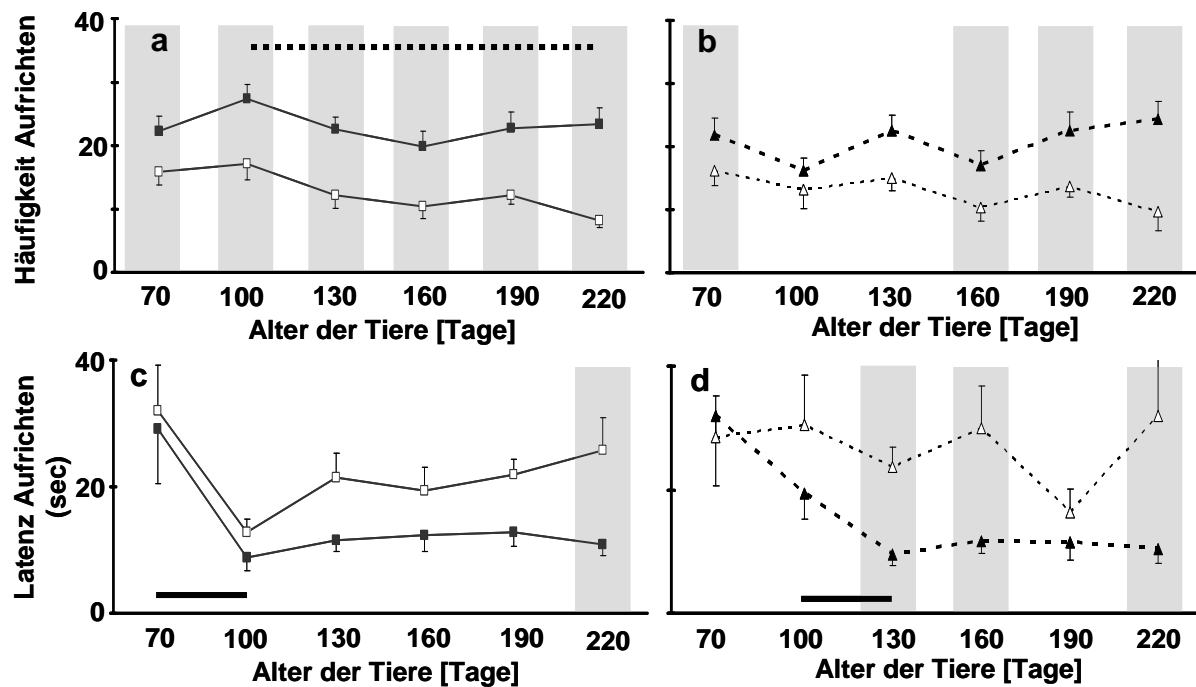 Häufigkeit Aufrichten
40
20
0
a
70 100 130 160 190 220
Alter der Tiere [Tage]
b
70 100 130 160 190 220
Alter der Tiere [Tage]
Latenz Aufrichten
(sec)
40
20
0
c
70 100 130 160 190 220
Alter der Tiere [Tage]
d
70 100 130 160 190 220
Alter der Tiere [Tage]